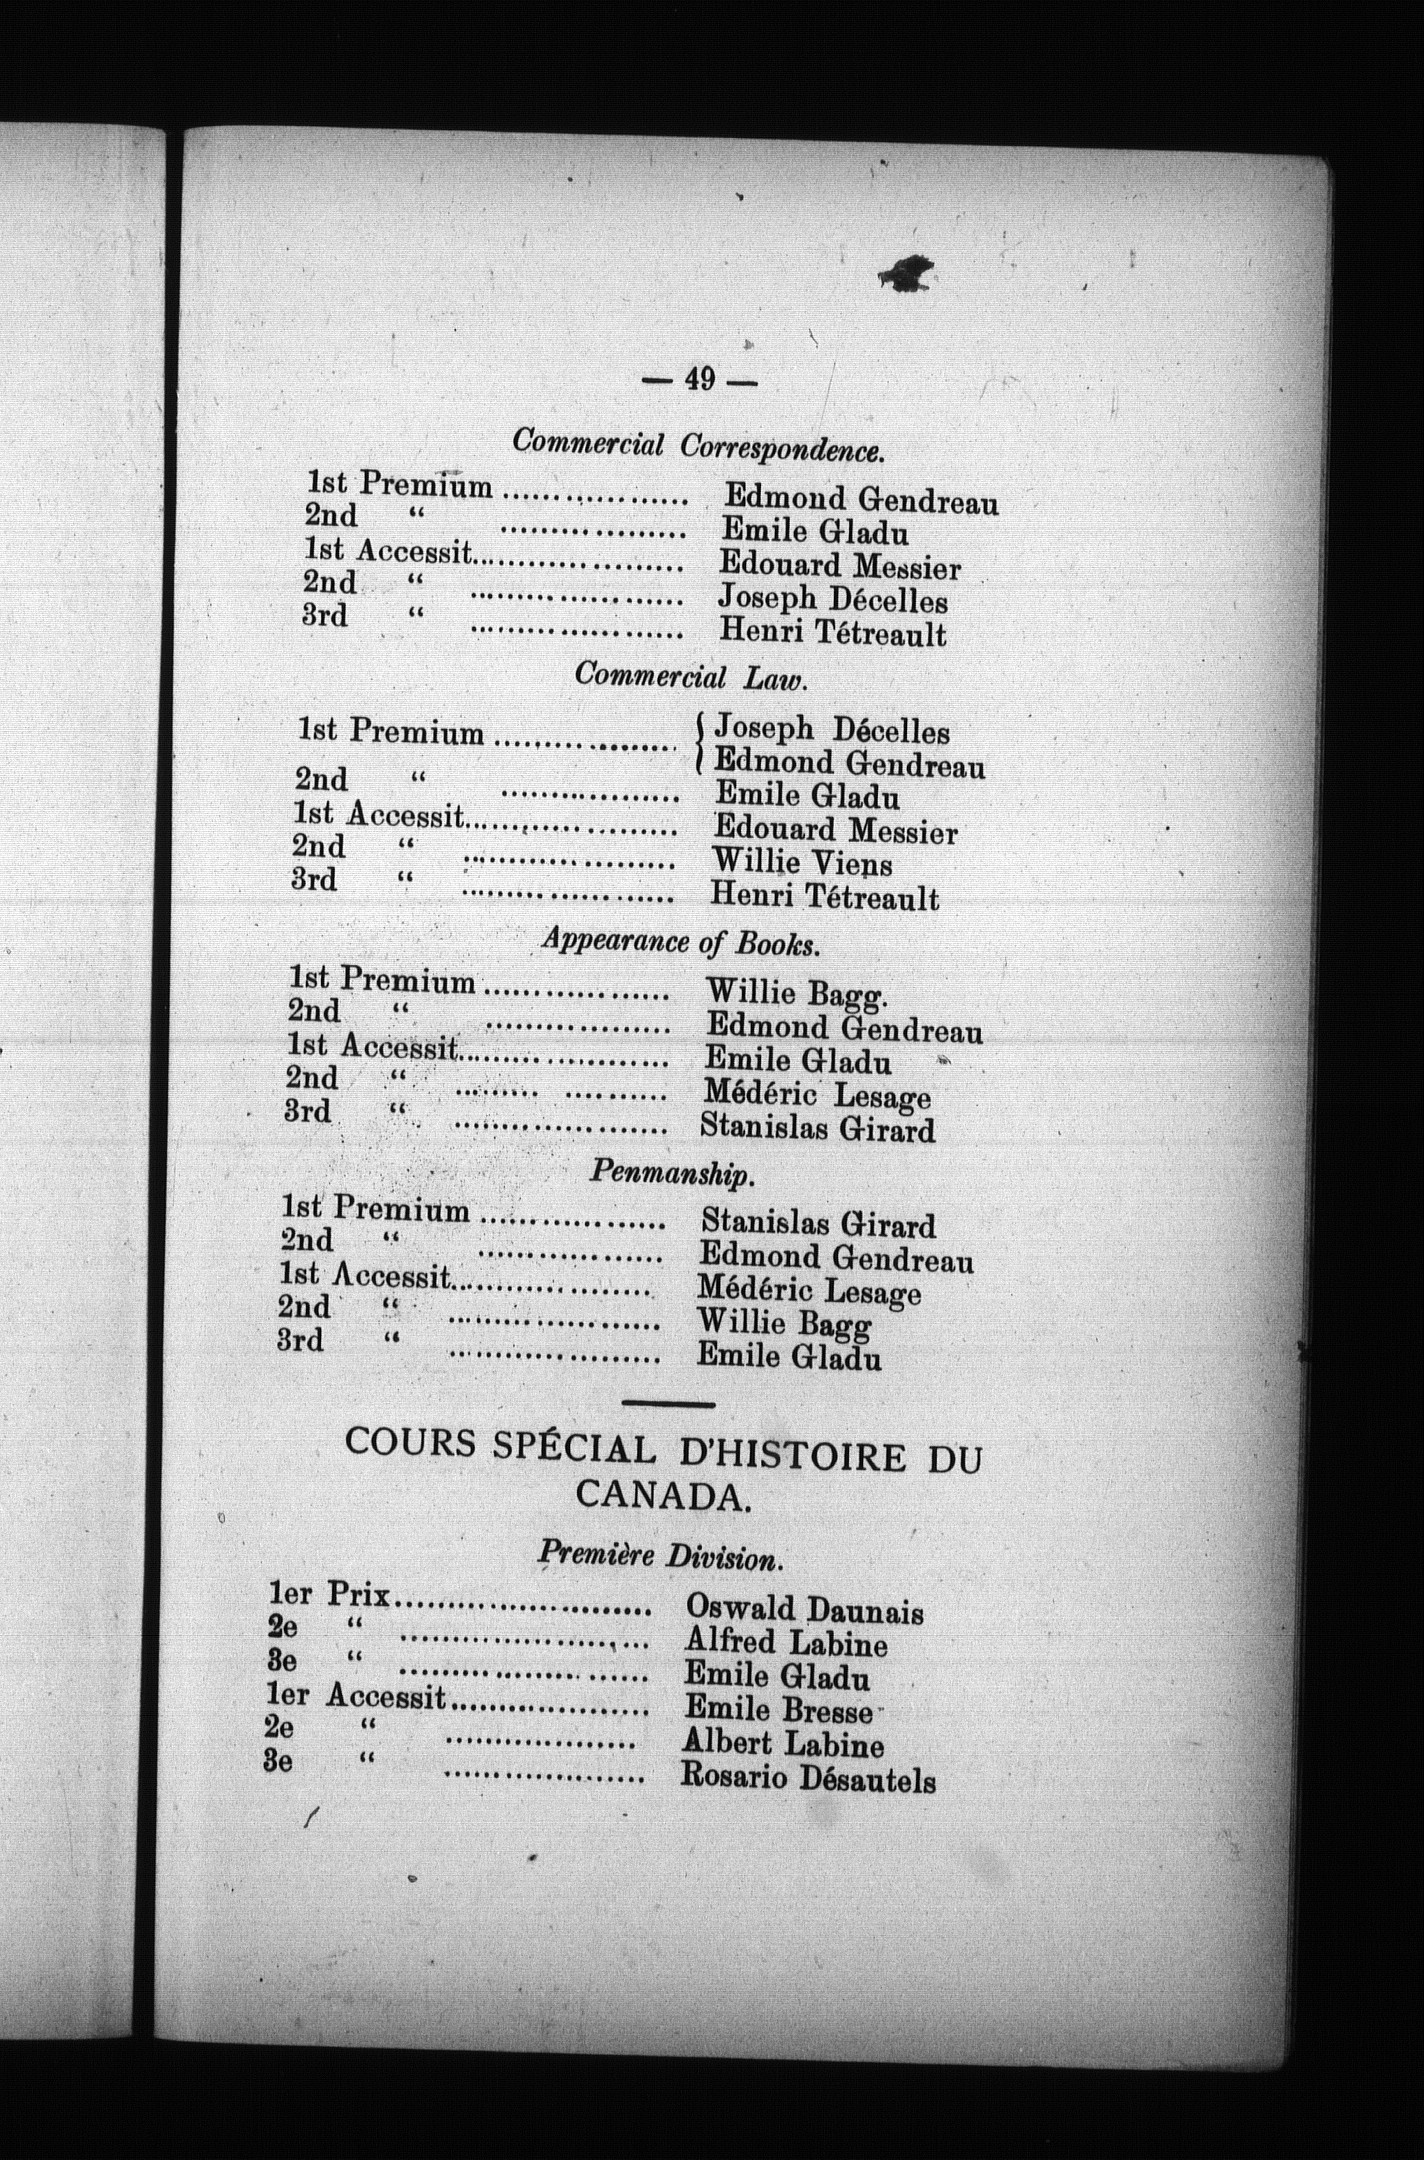 — 49 —
Commercial Correspondence.
1st Premium .................. Edmond Gendreau
2nd “ .................. Emile Gladu
1st Accessit..................... Edouard Messier
2nd “ ..................... Joseph Décelles
3rd “ ..................... Henri Tétreault
Commercial Law.
1st Premium .................. { Joseph Décelles
Edmond Gendreau
2nd “ .................. Emile Gladu
1st Accessit..................... Edouard Messier
2nd “ ..................... Willie Viens
3rd “ ..................... Henri Tétreault
Appearance of Books.
1st Premium .................. Willie Bagg.
2nd “ .................. Edmond Gendreau
1st Accessit..................... Emile Gladu
2nd “ ......... .......... Médéric Lesage
3rd “ ..................... Stanislas Girard
Penmanship.
1st Premium .................. Stanislas Girard
2nd “ .................. Edmond Gendreau
1st Accessit.................... Médéric Lesage
2nd “ ..................... Willie Bagg
3rd “ ..................... Emile Gladu
COURS SPÉCIAL D'HISTOIRE DU
CANADA.
Première Division.
1er Prix.......................... Oswald Daunais
2e “ ......................... Alfred Labine
3e “ ......................... Emile Gladu
1er Accessit.................... Emile Bresse
2e “ ................... Albert Labine
3e “ .................... Rosario Désautels